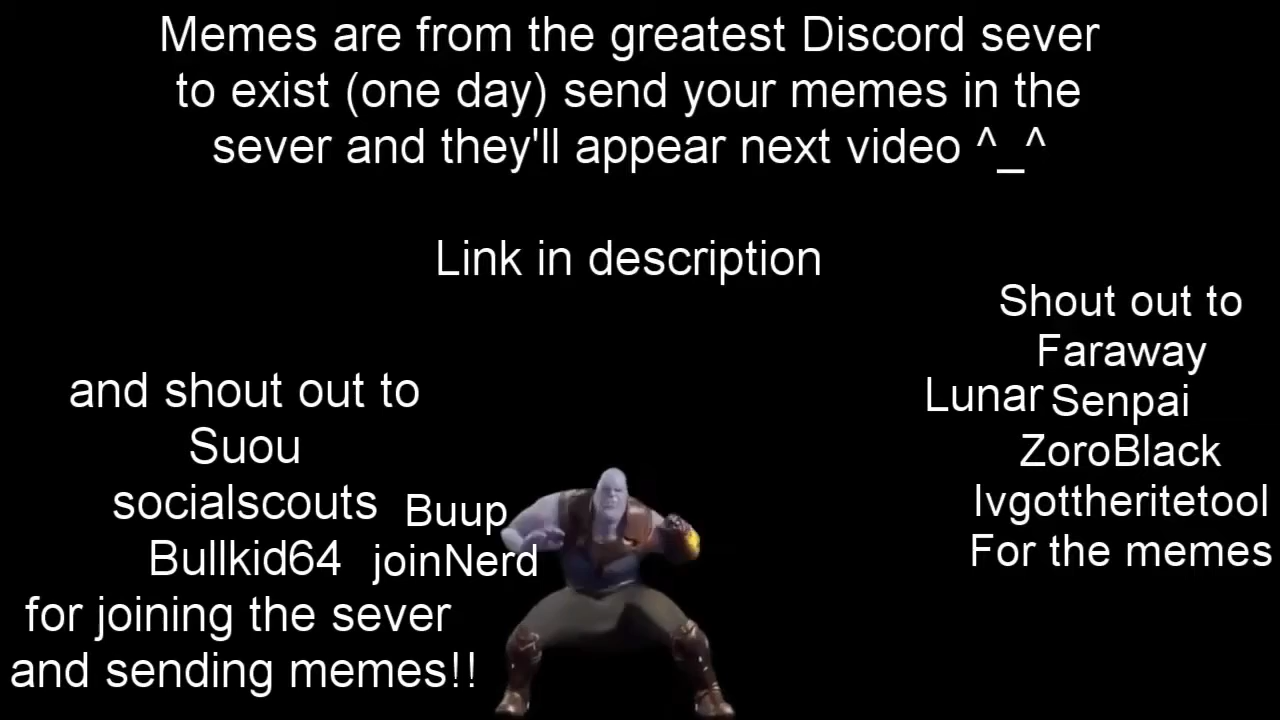 Memes are from the greatest Discord sever
to exist (one day) send your memes in the
sever and they'll appear next video ^_^
Link in description
Shout out to
Faraway
Lunar Senpai
ZoroBlack
Ivgottheritetool
For the memes
and shout out to
Suou
socialscouts Buup
Bullkid64 joinNerd
for joining the sever
and sending memes!!